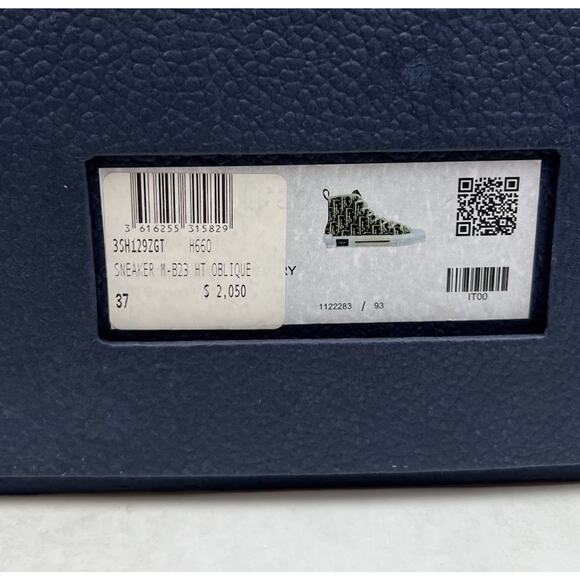 3 616255 315829
3SH129ZGT H660
SNEAKER M-B23 HT OBLIQUE
37 $ 2,050
RY
1122283 / 93
IT00